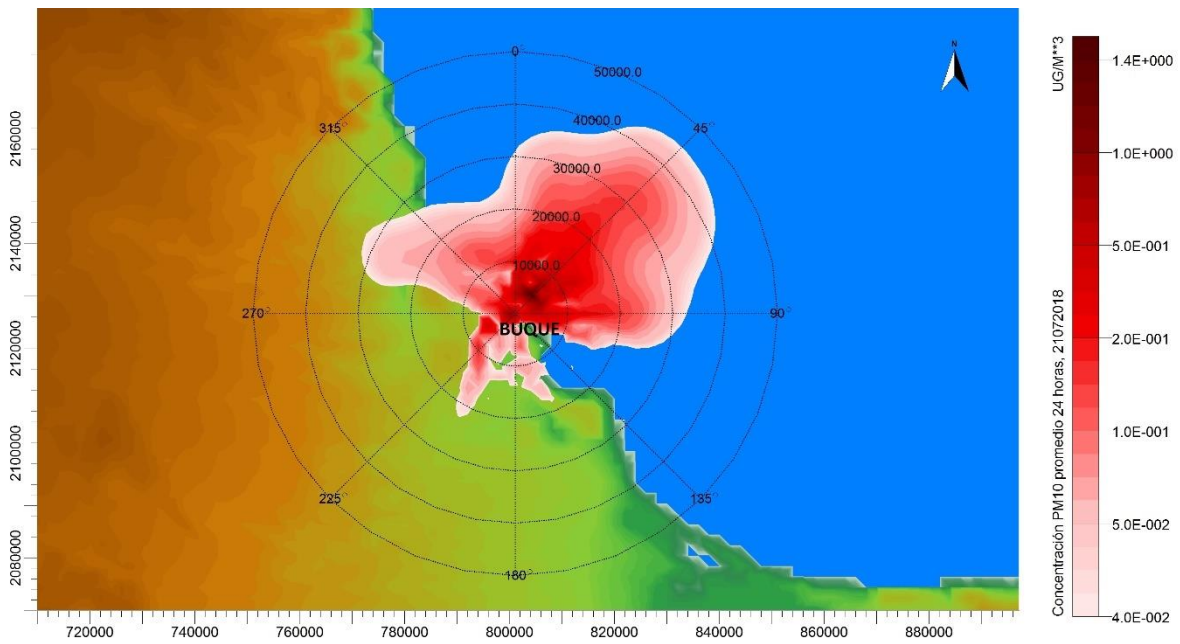 N
0°
50000.0
40000.0
315°
45°
30000.0
20000.0
10000.0
270°
90°
BUQUE
225°
135°
180°
2160000
2140000
2120000
2100000
2080000
720000 740000 760000 780000 800000 820000 840000 860000 880000
UG/M**3
Concentración PM10 promedio 24 horas, 21072018
1.4E+000
1.0E+000
5.0E-001
2.0E-001
1.0E-001
5.0E-002
4.0E-002